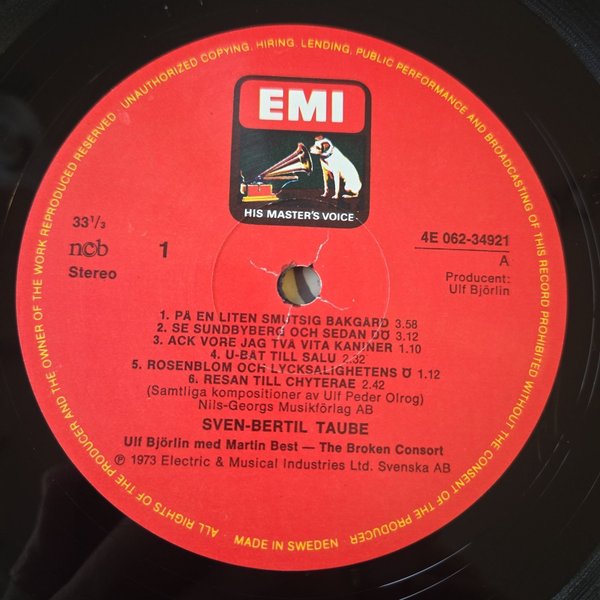 EMI
HIS MASTER'S VOICE
33 1/3
ncb
Stereo
1
4E 062-34921
A
Producent:
Ulf Björlin
1. PÅ EN LITEN SMUTSIG BAKGÅRD 3.58
2. SE SUNDBYBERG OCH SEDAN DÖ 3.12
3. ACK VORE JAG TVÅ VITA KANINER 1.10
4. U-BÅT TILL SALU 2.32
5. ROSENBLOM OCH LYCKSALIGHETENS Ö 1.12
6. RESAN TILL CHYTERAE 2.42
(Samtliga kompositioner av Ulf Peder Olrog)
Nils-Georgs Musikförlag AB
SVEN-BERTIL TAUBE
Ulf Björlin med Martin Best — The Broken Consort
℗ 1973 Electric & Musical Industries Ltd. Svenska AB
ALL RIGHTS OF THE PRODUCER AND THE OWNER OF THE WORK REPRODUCED RESERVED · UNAUTHORIZED COPYING, HIRING, LENDING, PUBLIC PERFORMANCE AND BROADCASTING OF THIS RECORD PROHIBITED WITHOUT THE CONSENT OF THE PRODUCER
MADE IN SWEDEN